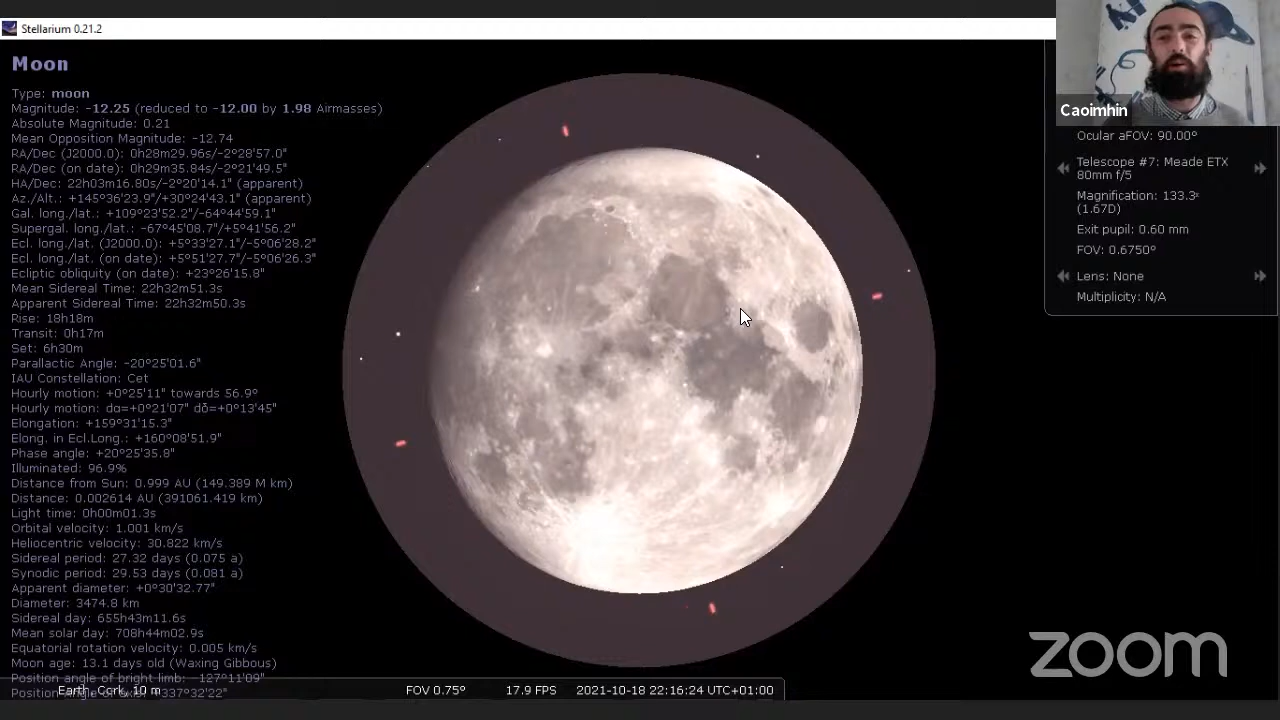 Stellarium 0.21.2
Moon
Type: moon
Magnitude: -12.25 (reduced to -12.00 by 1.98 Airmasses)
Absolute Magnitude: 0.21
Mean Opposition Magnitude: -12.74
RA/Dec (J2000.0): 0h28m29.96s/-2°28'57.0"
RA/Dec (on date): 0h29m35.84s/-2°21'49.5"
HA/Dec: 22h03m16.80s/-2°20'14.1" (apparent)
Az./Alt.: +145°36'23.9"/+30°24'43.1" (apparent)
Gal. long./lat.: +109°23'52.2"/-64°44'59.1"
Supergal. long./lat.: -67°45'08.7"/+5°41'56.2"
Ecl. long./lat. (J2000.0): +5°33'27.1"/-5°06'28.2"
Ecl. long./lat. (on date): +5°51'27.7"/-5°06'26.3"
Ecliptic obliquity (on date): +23°26'15.8"
Mean Sidereal Time: 22h32m51.3s
Apparent Sidereal Time: 22h32m50.3s
Rise: 18h18m
Transit: 0h17m
Set: 6h30m
Parallactic Angle: -20°25'01.6"
IAU Constellation: Cet
Hourly motion: +0°25'11" towards 56.9°
Hourly motion: dα=+0°21'07" dδ=+0°13'45"
Elongation: +159°31'15.3"
Elong. in Ecl.Long.: +160°08'51.9"
Phase angle: +20°25'35.8"
Illuminated: 96.9%
Distance from Sun: 0.999 AU (149.389 M km)
Distance: 0.002614 AU (391061.419 km)
Light time: 0h00m01.3s
Orbital velocity: 1.001 km/s
Heliocentric velocity: 30.822 km/s
Sidereal period: 27.32 days (0.075 a)
Synodic period: 29.53 days (0.081 a)
Apparent diameter: +0°30'32.77"
Diameter: 3474.8 km
Sidereal day: 655h43m11.6s
Mean solar day: 708h44m02.9s
Equatorial rotation velocity: 0.005 km/s
Moon age: 13.1 days old (Waxing Gibbous)
Position angle of bright limb: -127°11'09"
Position angle of axis: +337°32'22"
Earth, Cork, 10 m
FOV 0.75°
17.9 FPS
2021-10-18 22:16:24 UTC+01:00
Caoimhin
Ocular aFOV: 90.00°
Telescope #7: Meade ETX
80mm f/5
Magnification: 133.3ˣ
(1.67D)
Exit pupil: 0.60 mm
FOV: 0.6750°
Lens: None
Multiplicity: N/A
zoom